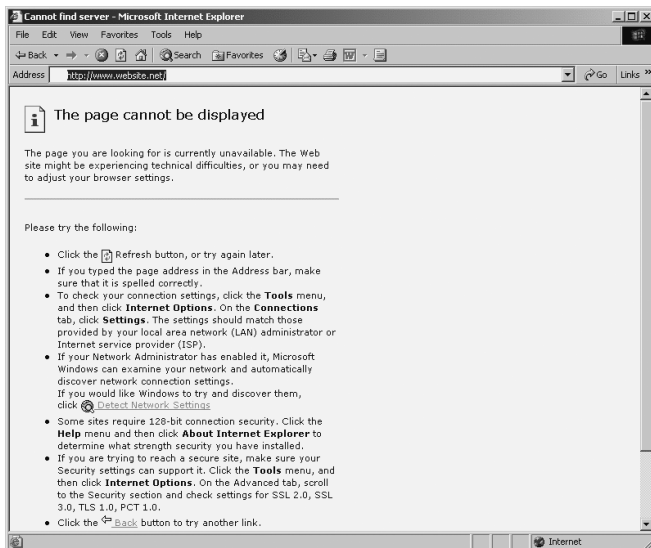 Cannot find server - Microsoft Internet Explorer
File Edit View Favorites Tools Help
Back Search Favorites
Address http://www.website.net/ Go Links »
The page cannot be displayed
The page you are looking for is currently unavailable. The Web
site might be experiencing technical difficulties, or you may need
to adjust your browser settings.
Please try the following:
• Click the Refresh button, or try again later.
• If you typed the page address in the Address bar, make
sure that it is spelled correctly.
• To check your connection settings, click the Tools menu,
and then click Internet Options. On the Connections
tab, click Settings. The settings should match those
provided by your local area network (LAN) administrator or
Internet service provider (ISP).
• If your Network Administrator has enabled it, Microsoft
Windows can examine your network and automatically
discover network connection settings.
If you would like Windows to try and discover them,
click Detect Network Settings
• Some sites require 128-bit connection security. Click the
Help menu and then click About Internet Explorer to
determine what strength security you have installed.
• If you are trying to reach a secure site, make sure your
Security settings can support it. Click the Tools menu, and
then click Internet Options. On the Advanced tab, scroll
to the Security section and check settings for SSL 2.0, SSL
3.0, TLS 1.0, PCT 1.0.
• Click the Back button to try another link.
Internet